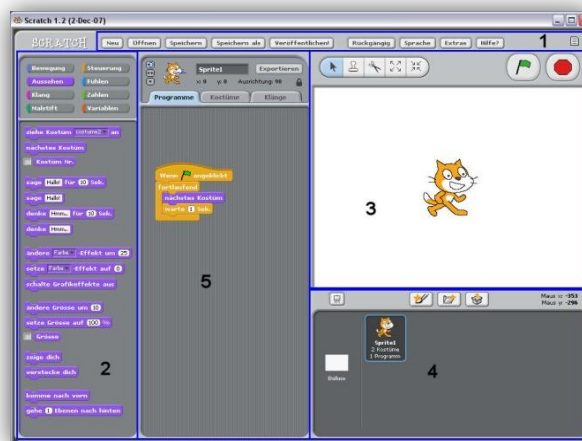 Scratch 1.2 (2-Dec-07)
SCRATCH
Neu Öffnen Speichern Speichern als Veröffentlichen! Rückgängig Sprache Extras Hilfe?
1
Bewegung Steuerung
Aussehen Fühlen
Klang Zahlen
Malstift Variablen
ziehe Kostüm costume2 an
nächstes Kostüm
Kostüm Nr.
sage Hallo! für 10 Sek.
sage Hallo!
denke Hmm... für 10 Sek.
denke Hmm...
ändere Farbe -Effekt um 25
setze Farbe -Effekt auf 0
schalte Grafikeffekte aus
ändere Grösse um 10
setze Grösse auf 100 %
Grösse
zeige dich
verstecke dich
komme nach vorn
gehe 1 Ebenen nach hinten
2
Sprite1
Exportieren
x: 0 y: 0 Ausrichtung: 90
Programme Kostüme Klänge
Wenn angeklickt
fortlaufend
nächstes Kostüm
warte 1 Sek.
5
3
Maus x: -353
Maus y: -296
Bühne
Sprite1
2 Kostüme
1 Programm
4